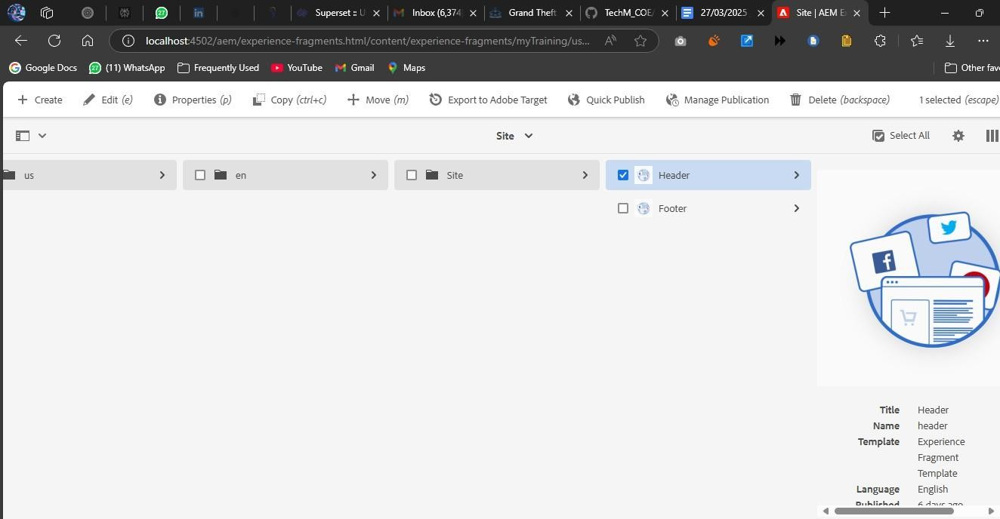 Superset :: U
Inbox (6,374
Grand Theft
TechM_COE/
27/03/2025
Site | AEM E
localhost:4502/aem/experience-fragments.html/content/experience-fragments/myTraining/us...
Google Docs
(11) WhatsApp
Frequently Used
YouTube
Gmail
Maps
Other fav
Create
Edit (e)
Properties (p)
Copy (ctrl+c)
Move (m)
Export to Adobe Target
Quick Publish
Manage Publication
Delete (backspace)
1 selected (escape)
Site
Select All
us
en
Site
Header
Footer
Title Header
Name header
Template Experience
Fragment
Template
Language English
Published 6 days ago